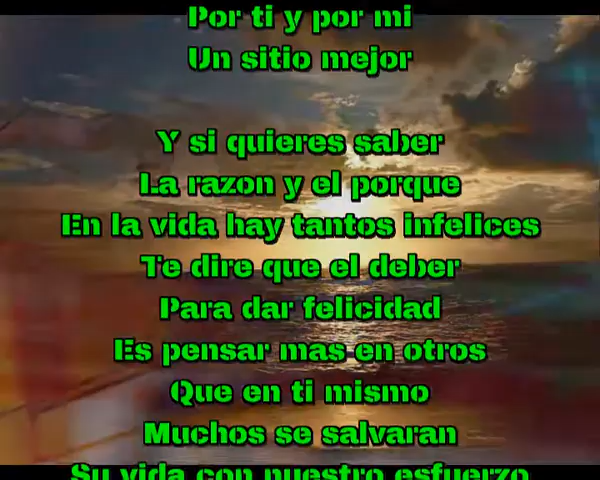 Por ti y por mi
Un sitio mejor
Y si quieres saber
La razon y el porque
En la vida hay tantos infelices
Te dire que el deber
Para dar felicidad
Es pensar mas en otros
Que en ti mismo
Muchos se salvaran
Su vida con nuestro esfuerzo